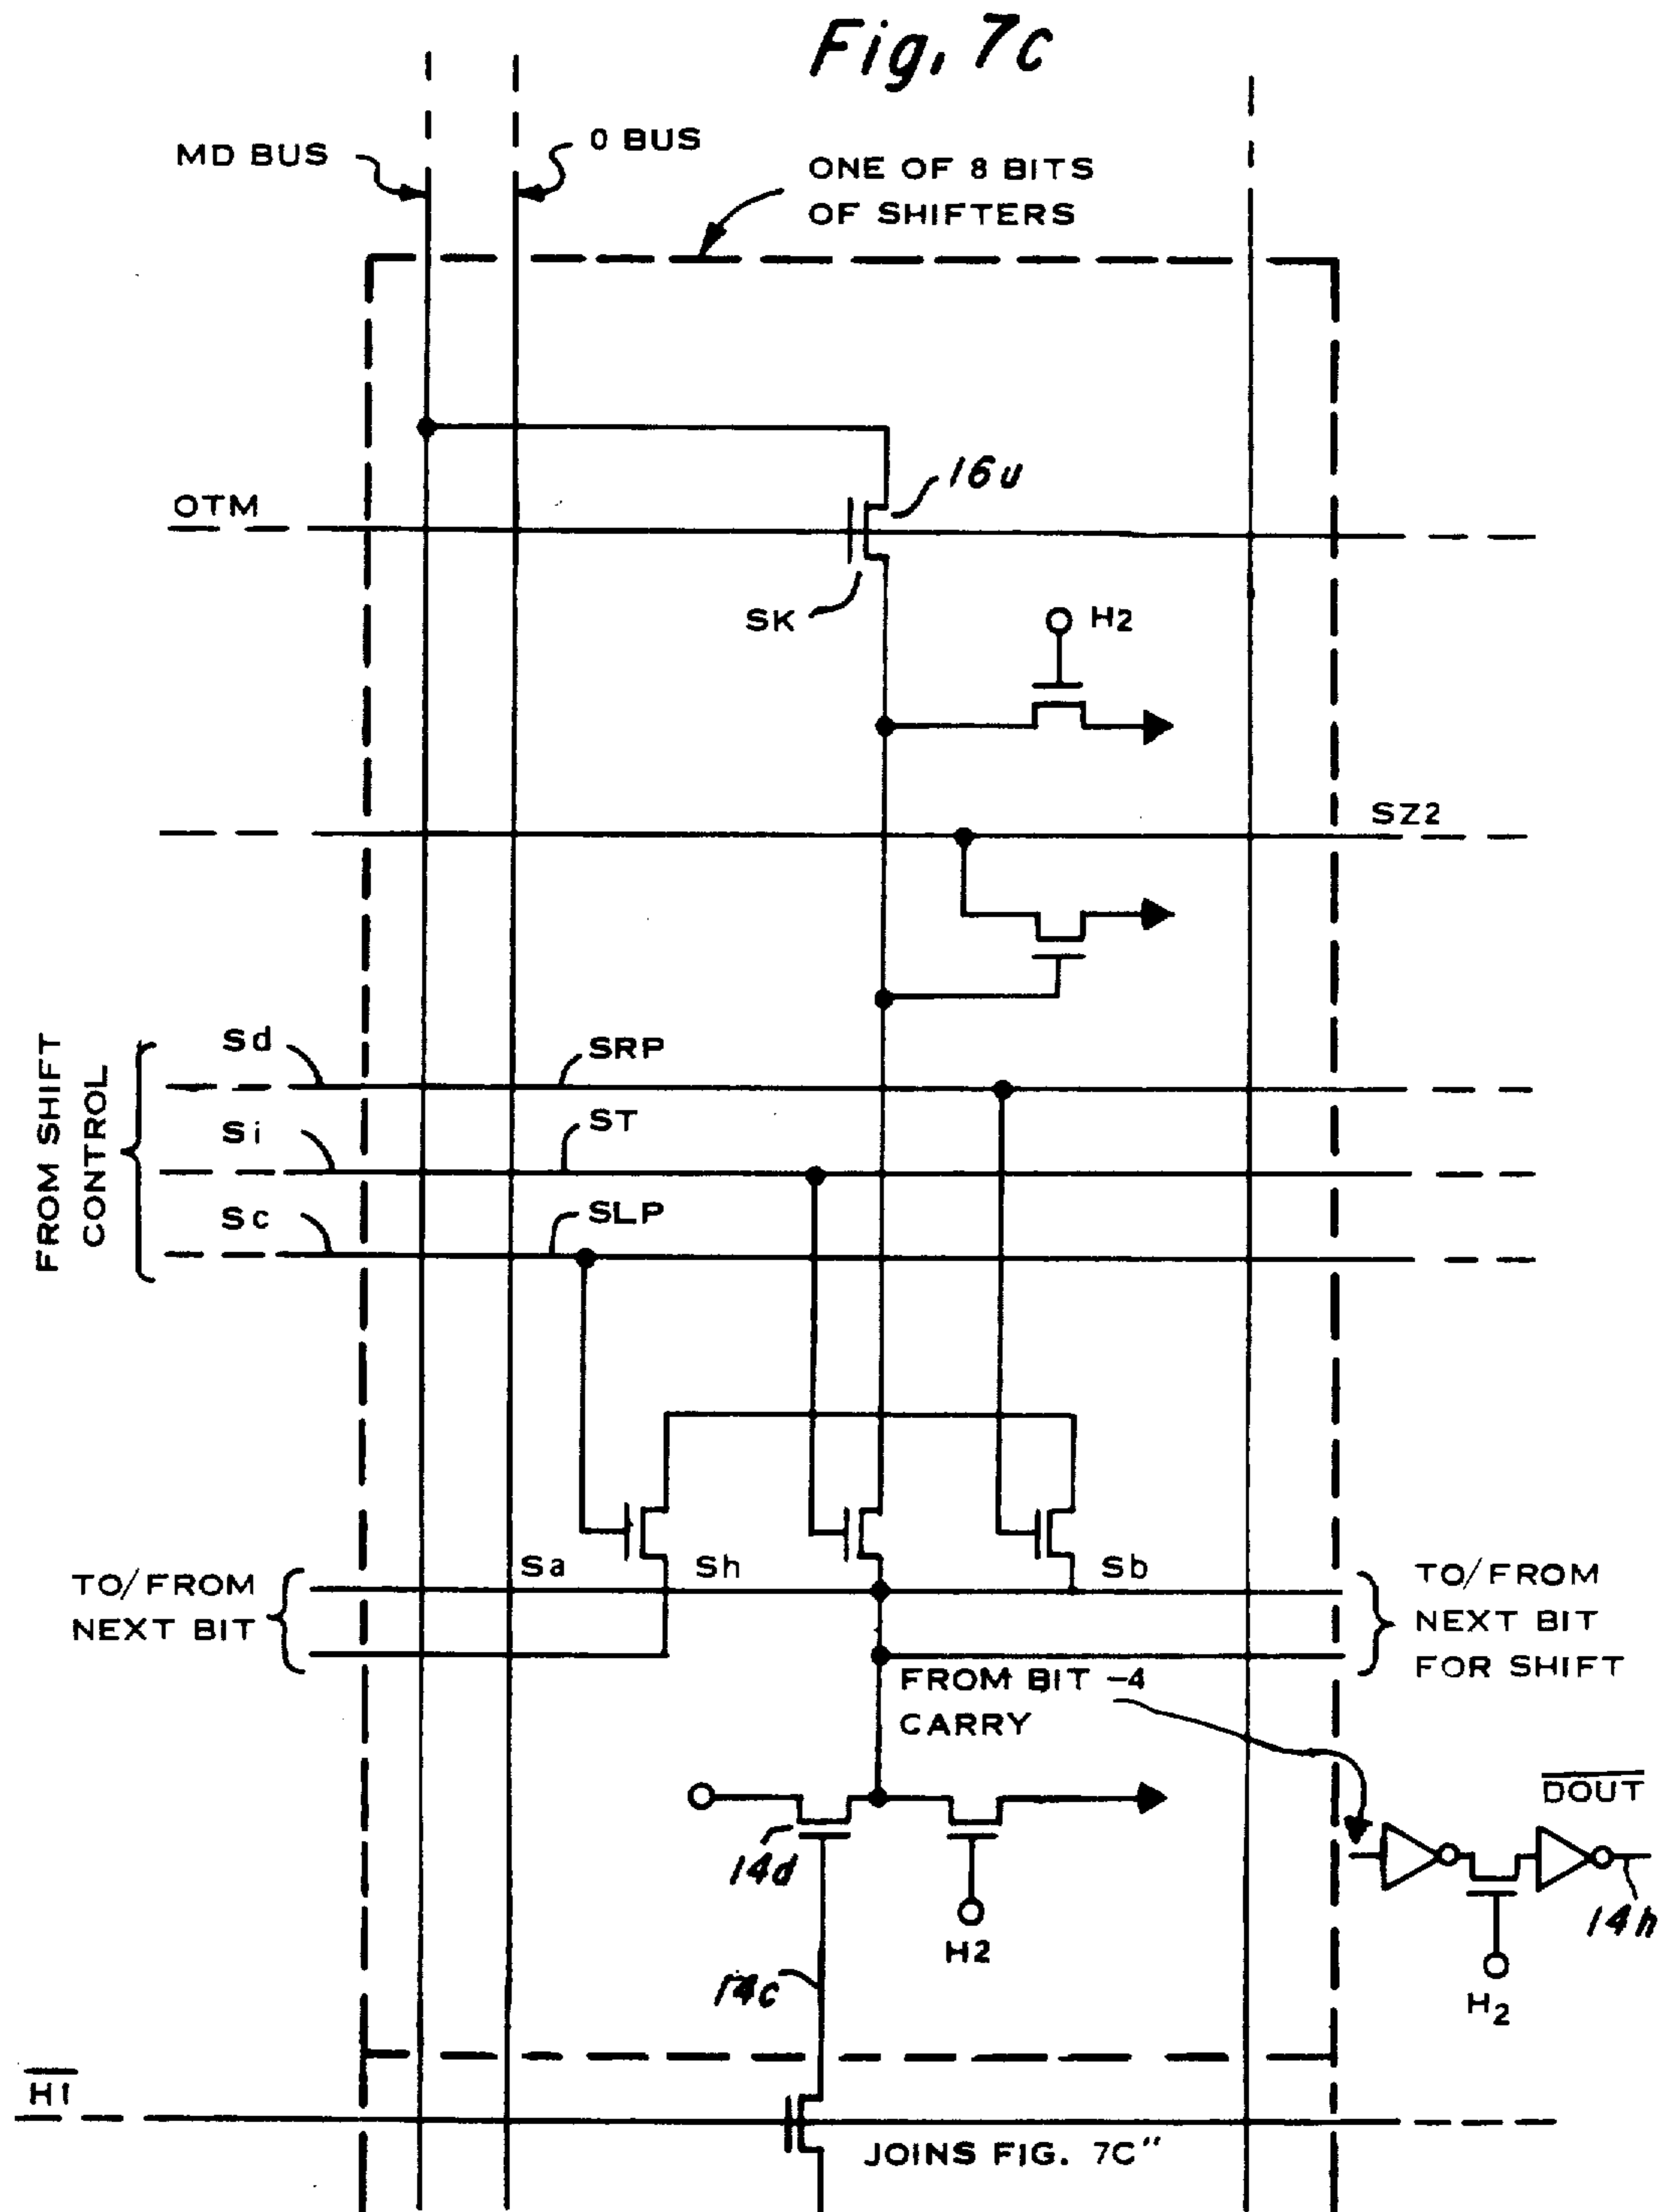 Fig. 7c
MD BUS
0 BUS
ONE OF 8 BITS
OF SHIFTERS
16u
OTM
SK
H2
SZ2
FROM SHIFT
CONTROL
Sd
SRP
Si
ST
Sc
SLP
TO/FROM
NEXT BIT
Sa
Sh
Sb
TO/FROM
NEXT BIT
FOR SHIFT
FROM BIT -4
CARRY
DOUT
14d
14h
H2
H2
14c
H1
JOINS FIG. 7C"